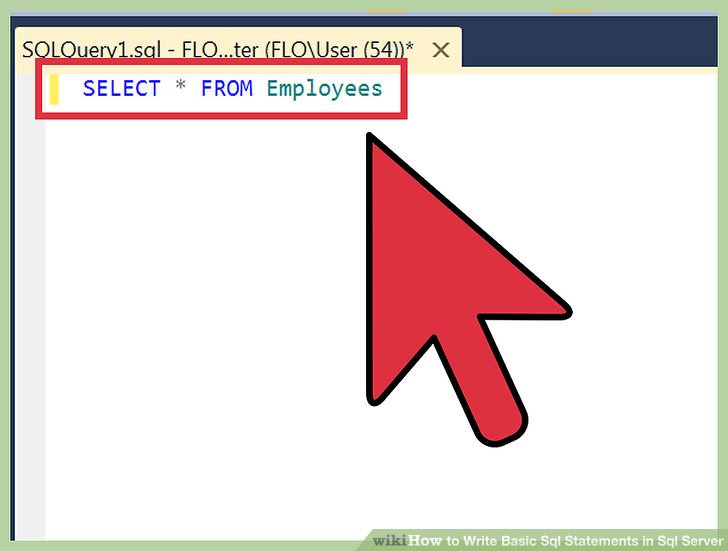 SQLQuery1.sql - FLO...ter (FLO\User (54))*
SELECT * FROM Employees
wikiHow to Write Basic Sql Statements in Sql Server